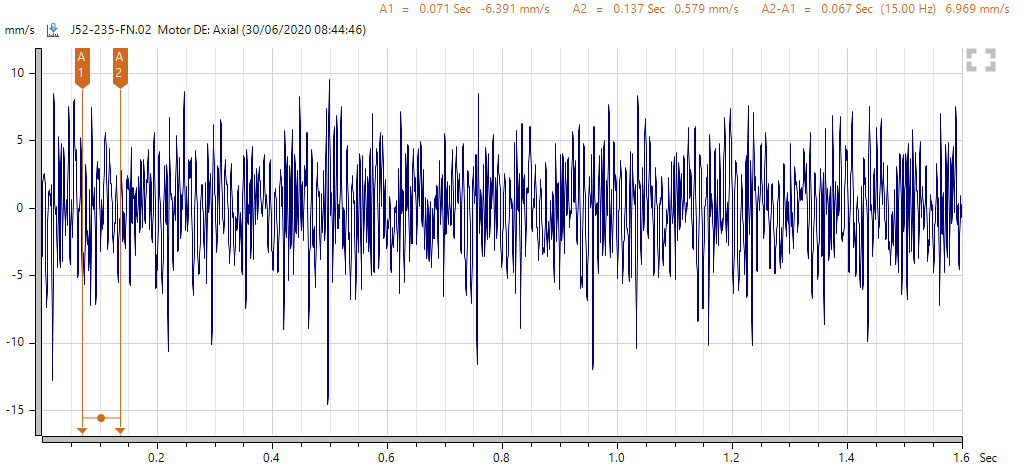 A1 = 0.071 Sec -6.391 mm/s A2 = 0.137 Sec 0.579 mm/s A2-A1 = 0.067 Sec (15.00 Hz) 6.969 mm/s
mm/s J52-235-FN.02 Motor DE: Axial (30/06/2020 08:44:46)
A A
1 2
10
5
0
-5
-10
-15
0.2 0.4 0.6 0.8 1.0 1.2 1.4 1.6 Sec